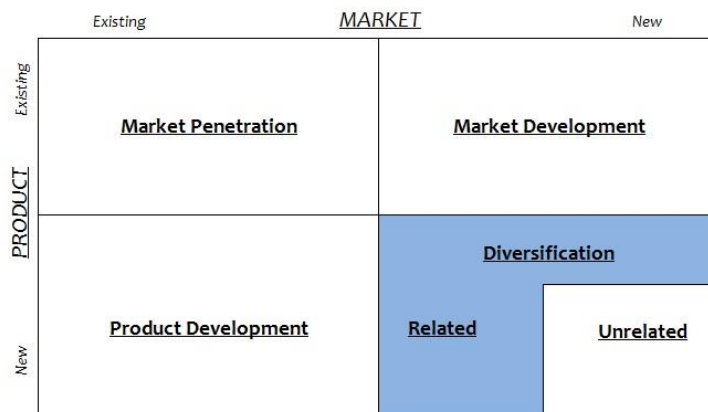 Existing MARKET New
Existing
Market Penetration Market Development
PRODUCT
Diversification
Product Development Related Unrelated
New